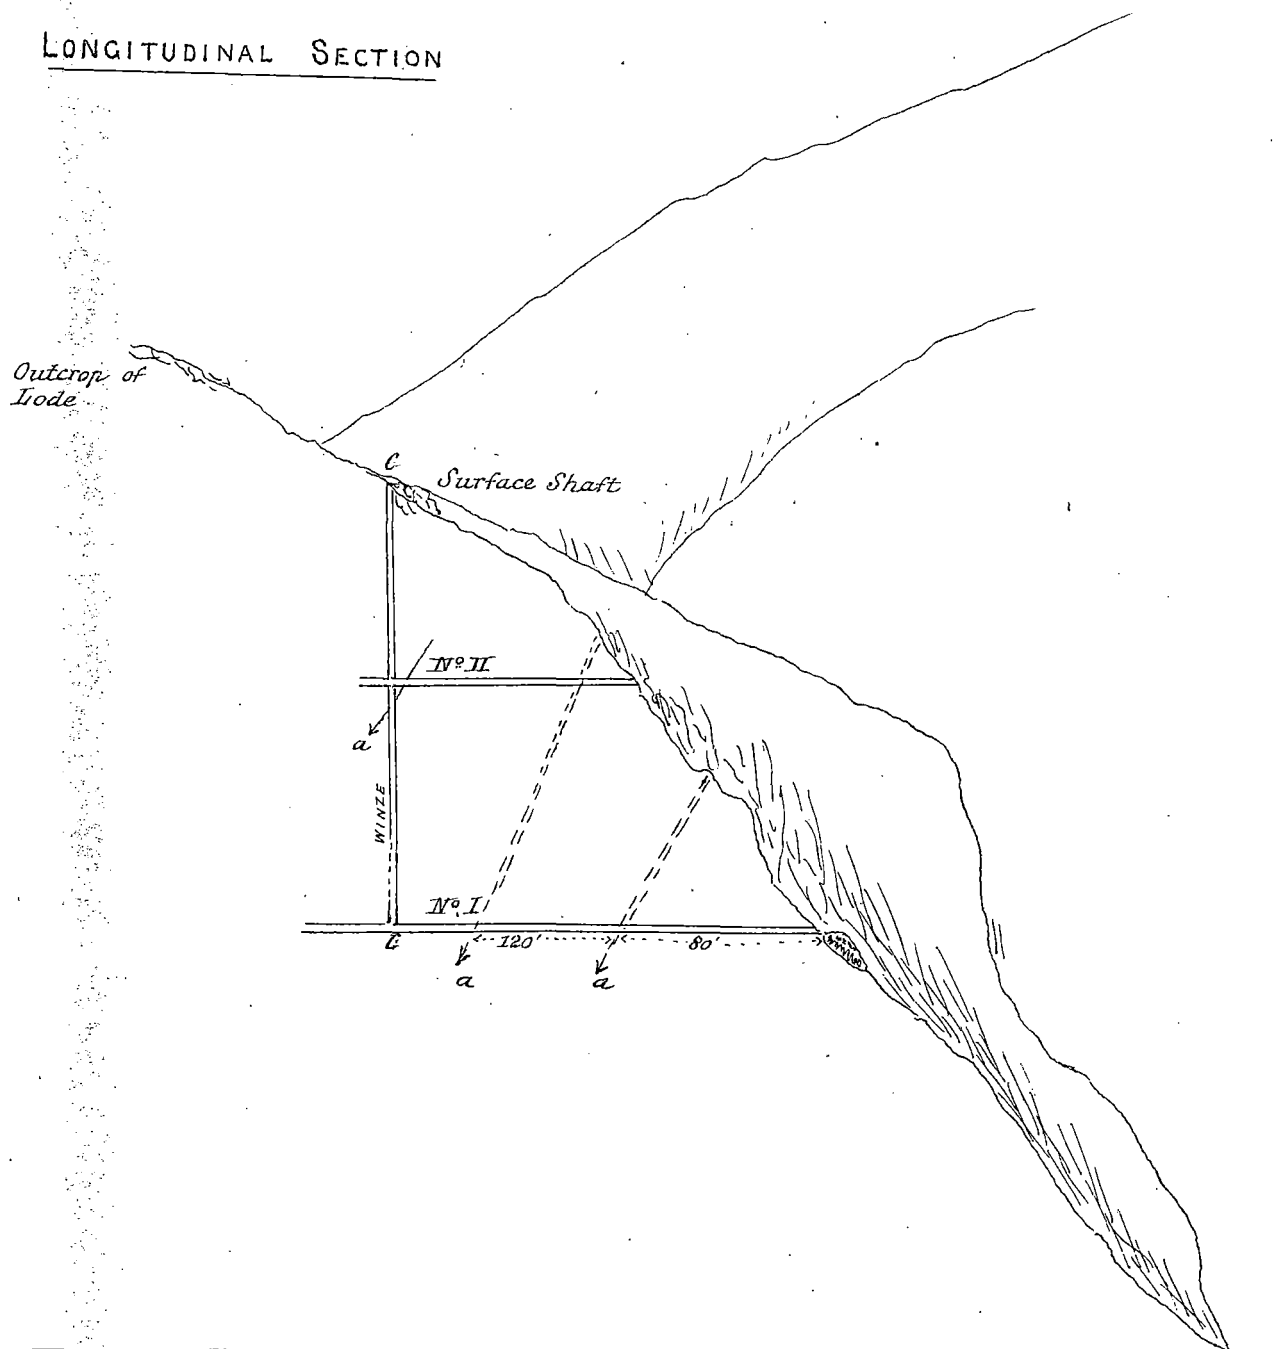 LONGITUDINAL SECTION
Outcrop of
Lode
C
Surface Shaft
No II
a
WINZE
No I
120'
80'
a
a